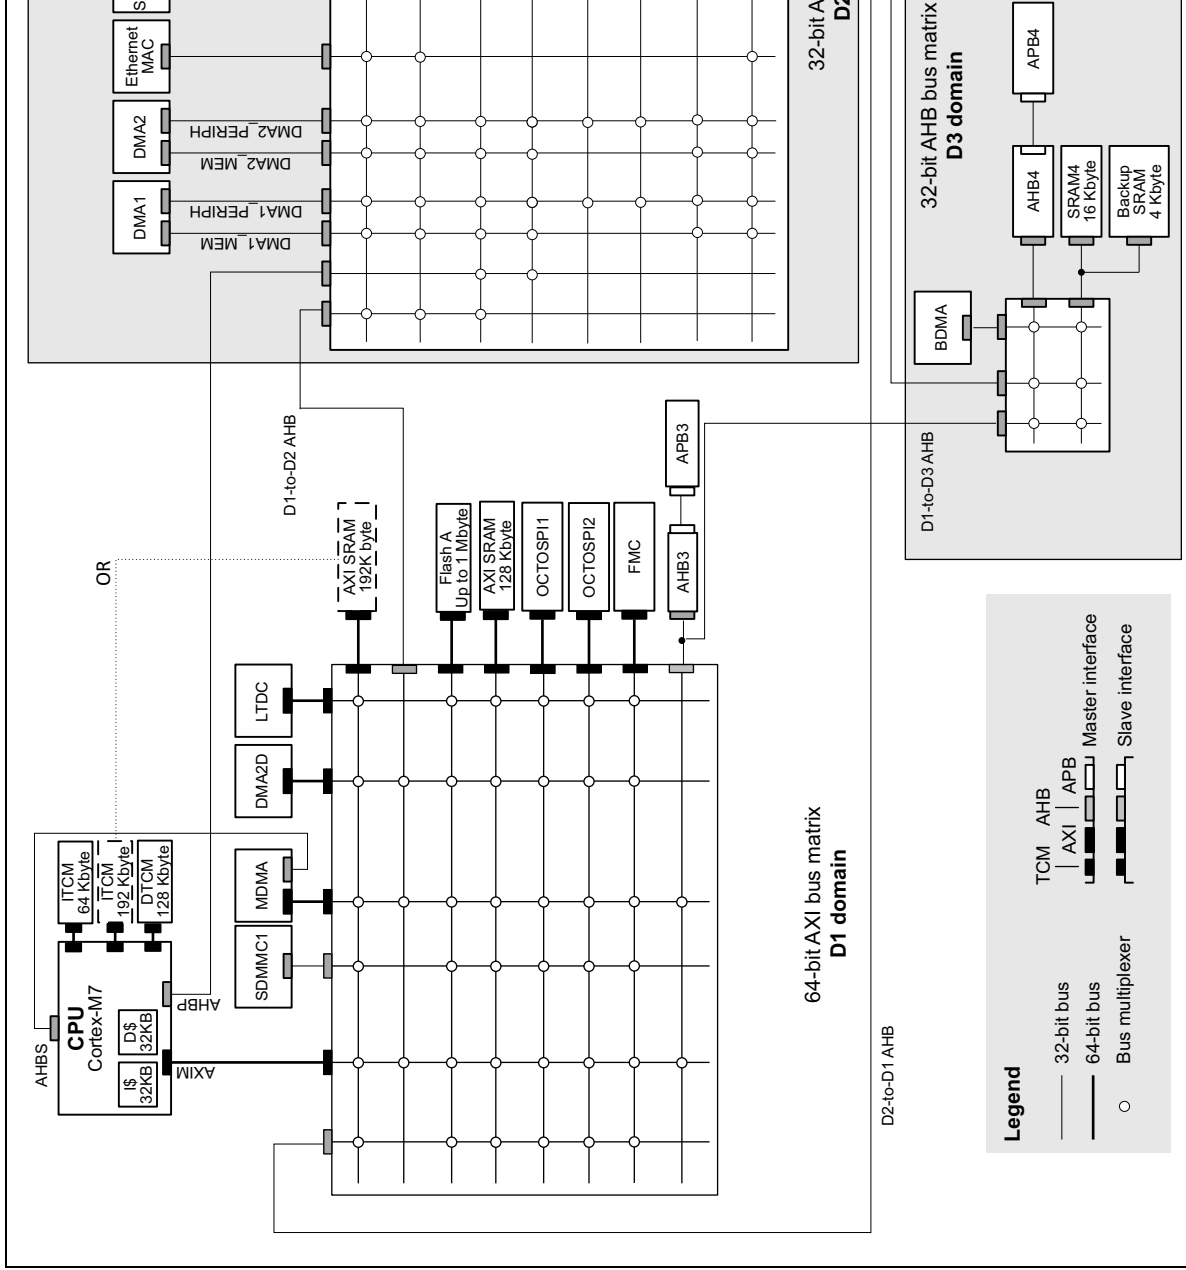 S
Ethernet
MAC
DMA2
DMA2_PERIPH
DMA2_MEM
DMA1
DMA1_PERIPH
DMA1_MEM
32-bit A
D2
32-bit AHB bus matrix
D3 domain
APB4
AHB4
SRAM4
16 Kbyte
Backup
SRAM
4 Kbyte
BDMA
D1-to-D2 AHB
D1-to-D3 AHB
APB3
AHB3
OR
AXI SRAM
192K byte
Flash A
Up to 1 Mbyte
AXI SRAM
128 Kbyte
OCTOSPI1
OCTOSPI2
FMC
LTDC
DMA2D
MDMA
SDMMC1
ITCM
64 Kbyte
ITCM
192 Kbyte
DTCM
128 Kbyte
CPU
Cortex-M7
I$
32KB
D$
32KB
AHBS
AHBP
AXIM
64-bit AXI bus matrix
D1 domain
D2-to-D1 AHB
Legend
32-bit bus
64-bit bus
Bus multiplexer
TCM AHB
AXI APB
Master interface
Slave interface